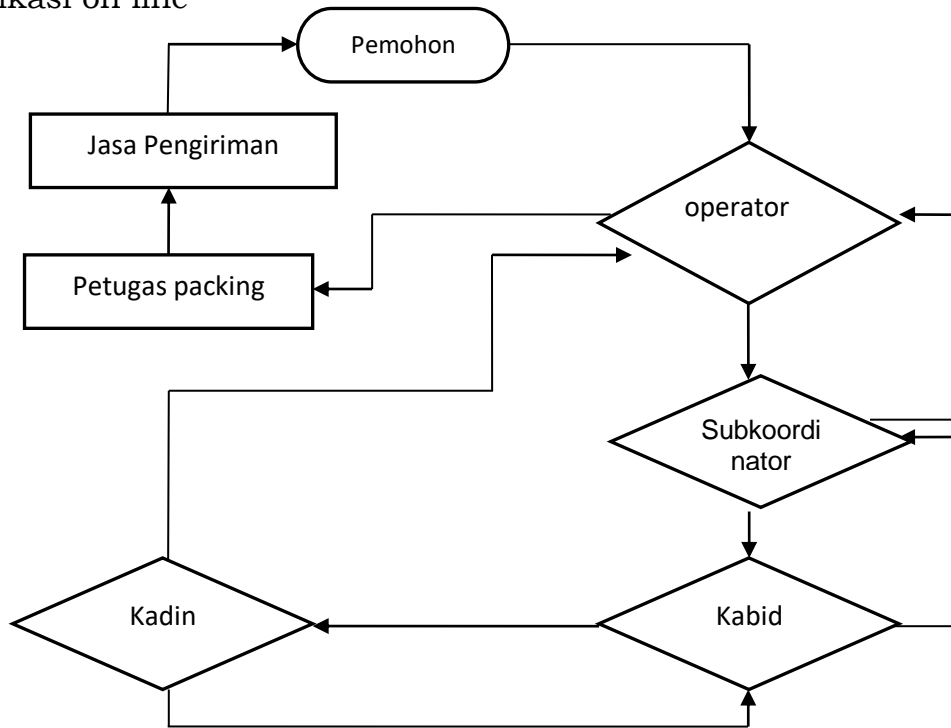 Pemohon
Jasa Pengiriman
operator
Petugas packing
Subkoordi
nator
Kadin
Kabid